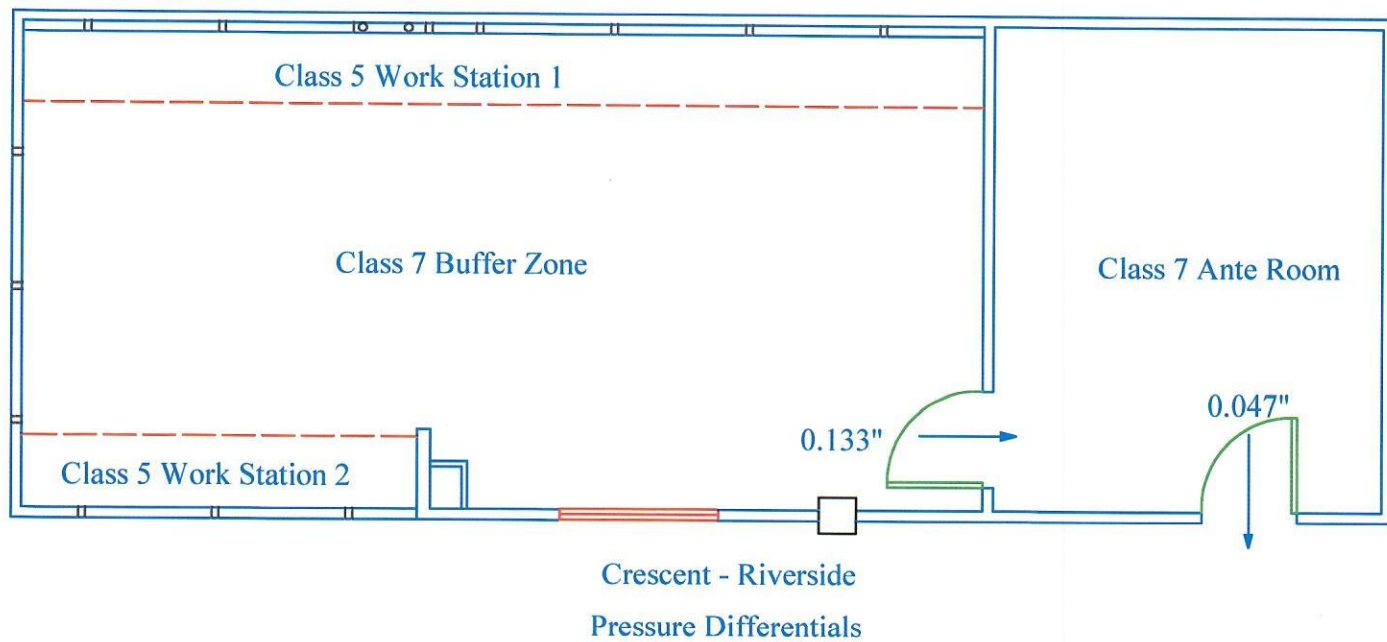 Class 5 Work Station 1
Class 7 Buffer Zone
Class 7 Ante Room
0.133"
0.047"
Class 5 Work Station 2
Crescent - Riverside
Pressure Differentials